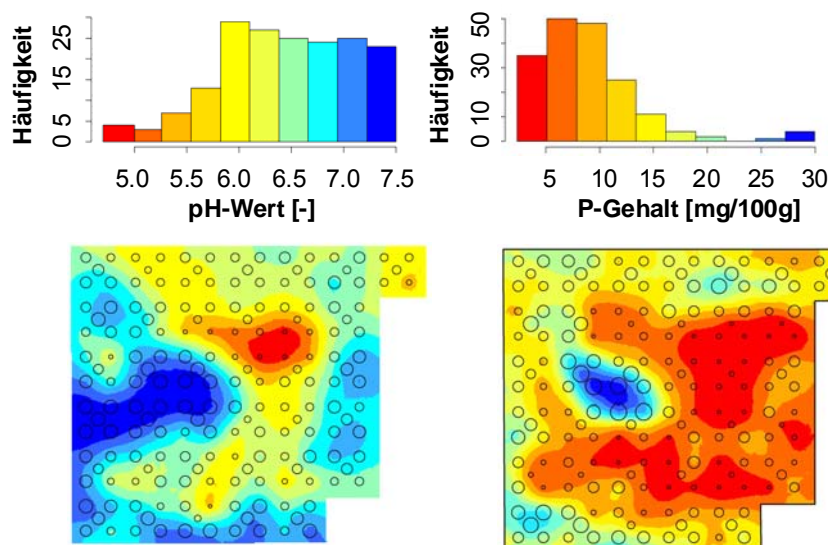 Häufigkeit
0 5 15 25
5.0 5.5 6.0 6.5 7.0 7.5
pH-Wert [-]
Häufigkeit
0 10 30 50
5 10 15 20 25 30
P-Gehalt [mg/100g]